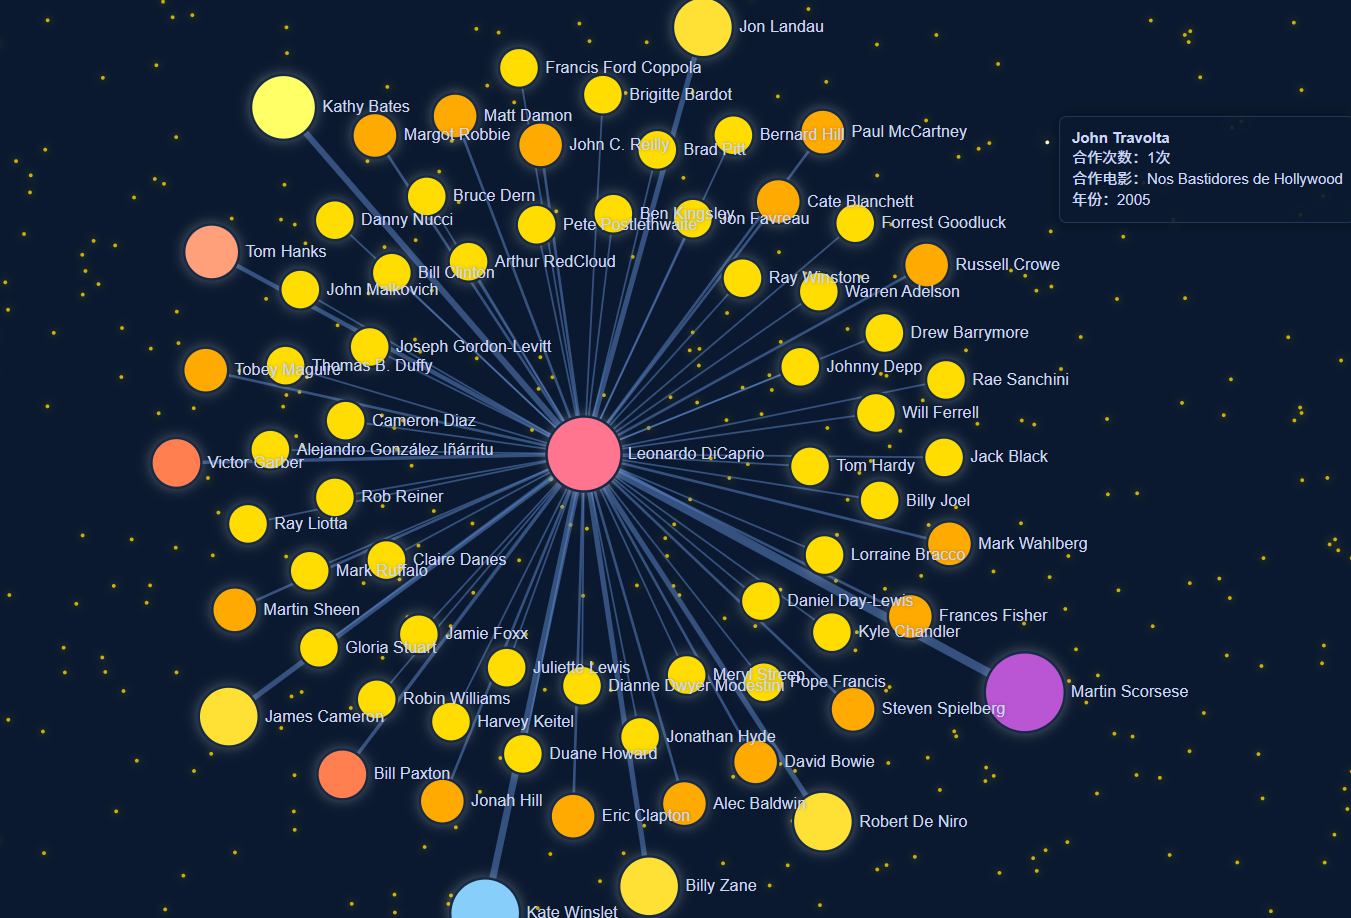 Jon Landau
Francis Ford Coppola
Brigitte Bardot
Kathy Bates
Matt Damon
Margot Robbie
John C. Reilly
Brad Pitt
Bernard Hill
Paul McCartney
John Travolta
合作次数：1次
合作电影：Nos Bastidores de Hollywood
年份：2005
Bruce Dern
Cate Blanchett
Danny Nucci
Pete Postlethwaite
Ben Kingsley
Jon Favreau
Forrest Goodluck
Tom Hanks
Arthur RedCloud
Russell Crowe
Bill Clinton
Ray Winstone
John Malkovich
Warren Adelson
Drew Barrymore
Joseph Gordon-Levitt
Tobey Maguire
Thomas B. Duffy
Johnny Depp
Rae Sanchini
Will Ferrell
Cameron Diaz
Alejandro González Iñárritu
Leonardo DiCaprio
Jack Black
Victor Garber
Tom Hardy
Rob Reiner
Billy Joel
Ray Liotta
Mark Wahlberg
Lorraine Bracco
Claire Danes
Mark Ruffalo
Daniel Day-Lewis
Martin Sheen
Frances Fisher
Kyle Chandler
Jamie Foxx
Gloria Stuart
Juliette Lewis
Meryl Streep
Dianne Dwyer Modestini
Pope Francis
Martin Scorsese
Robin Williams
Steven Spielberg
James Cameron
Harvey Keitel
Jonathan Hyde
Duane Howard
David Bowie
Bill Paxton
Jonah Hill
Alec Baldwin
Eric Clapton
Robert De Niro
Billy Zane
Kate Winslet